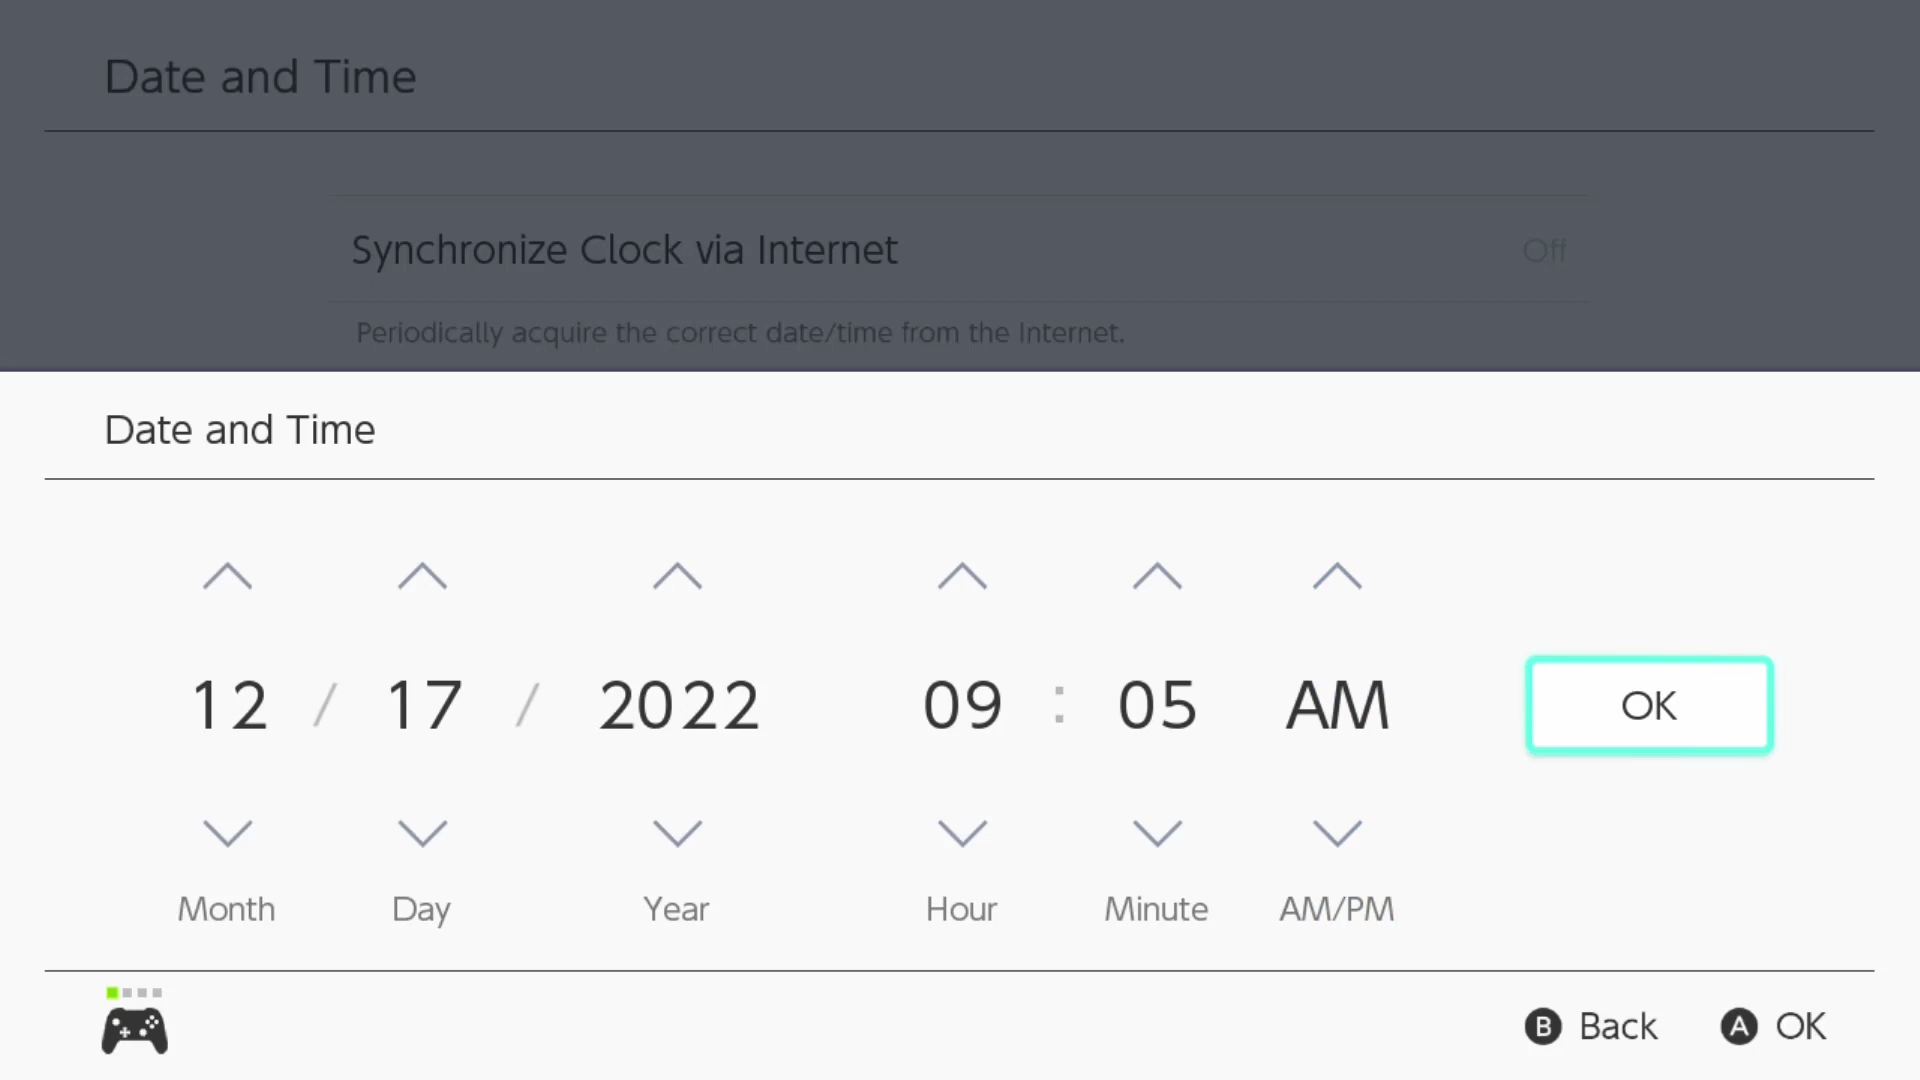 Date and Time
Synchronize Clock via Internet Off
Periodically acquire the correct date/time from the Internet.
Date and Time
12 / 17 / 2022 09 : 05 AM OK
Month Day Year Hour Minute AM/PM
B Back A OK